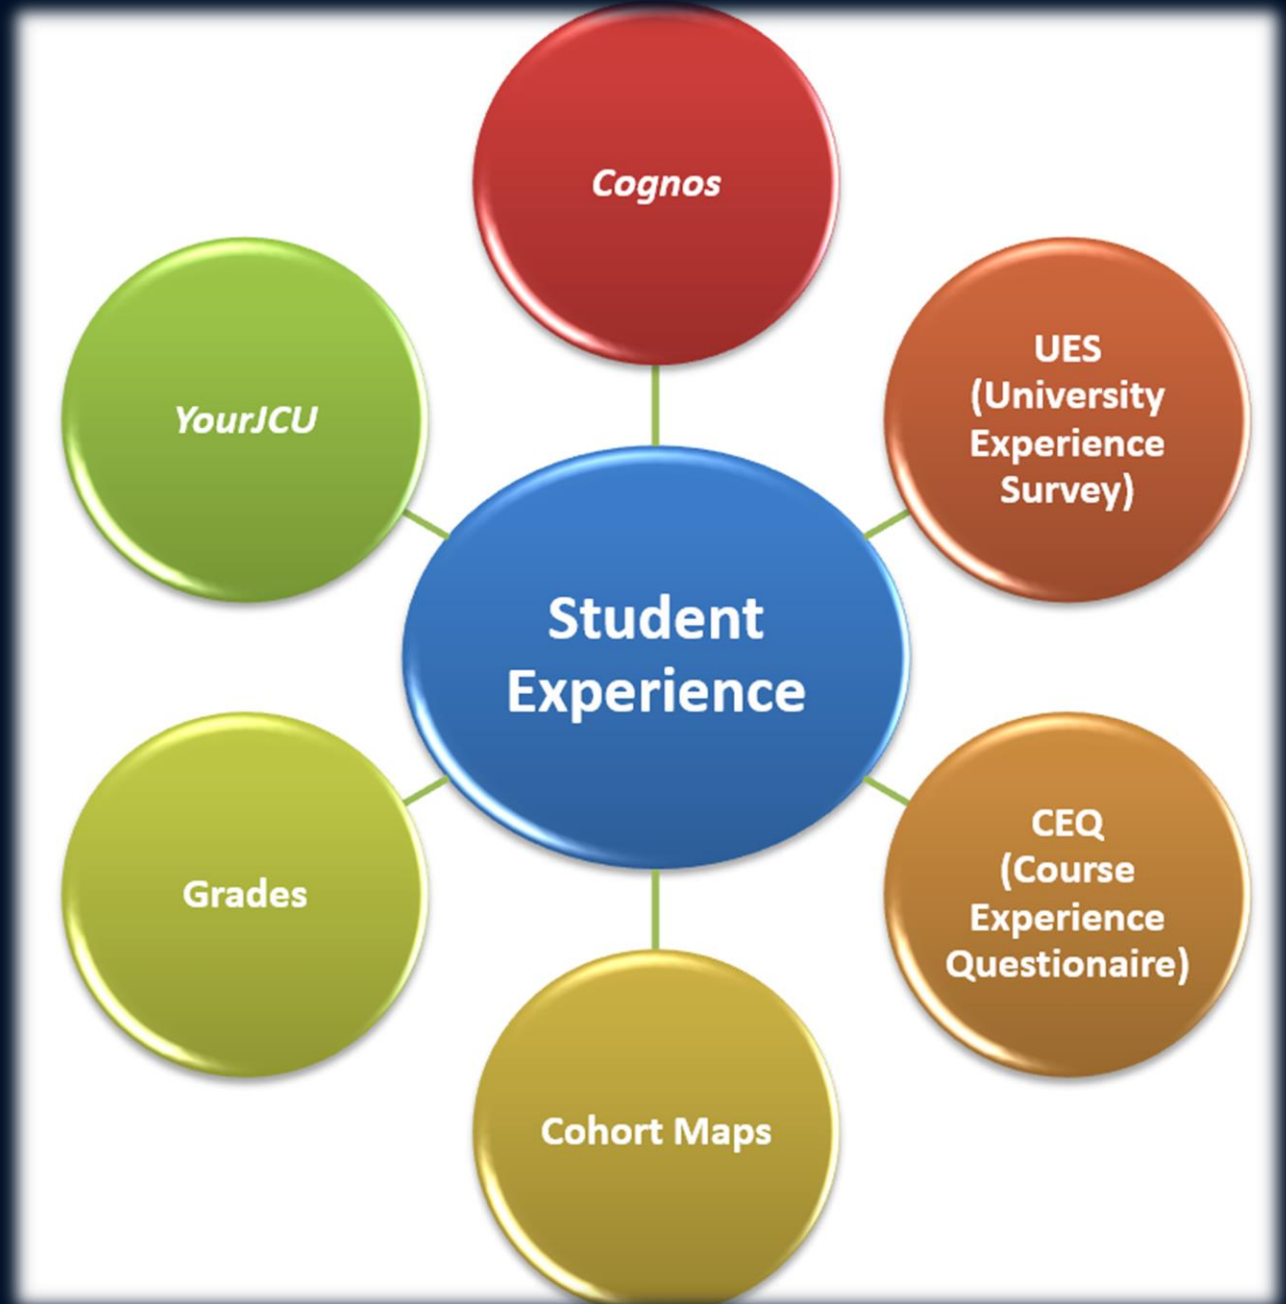 Cognos
UES
(University
Experience
Survey)
CEQ
(Course
Experience
Questionaire)
Cohort Maps
Grades
YourJCU
Student
Experience